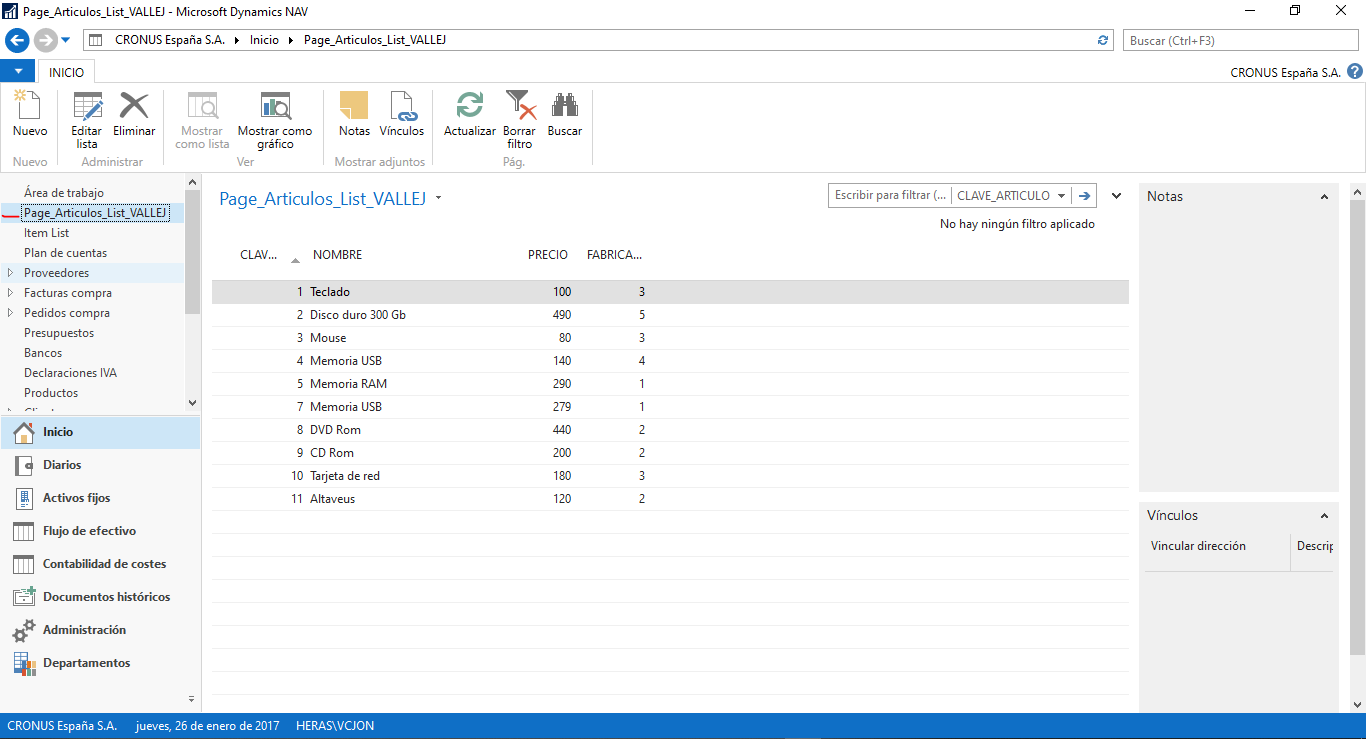 Page_Articulos_List_VALLEJ - Microsoft Dynamics NAV
CRONUS España S.A. Inicio Page_Articulos_List_VALLEJ
Buscar (Ctrl+F3)
INICIO
CRONUS España S.A.
Nuevo
Editar lista
Eliminar
Mostrar como lista
Mostrar como gráfico
Notas
Vínculos
Actualizar
Borrar filtro
Buscar
Nuevo
Administrar
Ver
Mostrar adjuntos
Pág.
Área de trabajo
Page_Articulos_List_VALLEJ
Item List
Plan de cuentas
Proveedores
Facturas compra
Pedidos compra
Presupuestos
Bancos
Declaraciones IVA
Productos
Inicio
Diarios
Activos fijos
Flujo de efectivo
Contabilidad de costes
Documentos históricos
Administración
Departamentos
Page_Articulos_List_VALLEJ
Escribir para filtrar (... CLAVE_ARTICULO
No hay ningún filtro aplicado
CLAV... NOMBRE PRECIO FABRICA...
1 Teclado 100 3
2 Disco duro 300 Gb 490 5
3 Mouse 80 3
4 Memoria USB 140 4
5 Memoria RAM 290 1
7 Memoria USB 279 1
8 DVD Rom 440 2
9 CD Rom 200 2
10 Tarjeta de red 180 3
11 Altaveus 120 2
Notas
Vínculos
Vincular dirección Descrip
CRONUS España S.A. jueves, 26 de enero de 2017 HERAS\VCJON